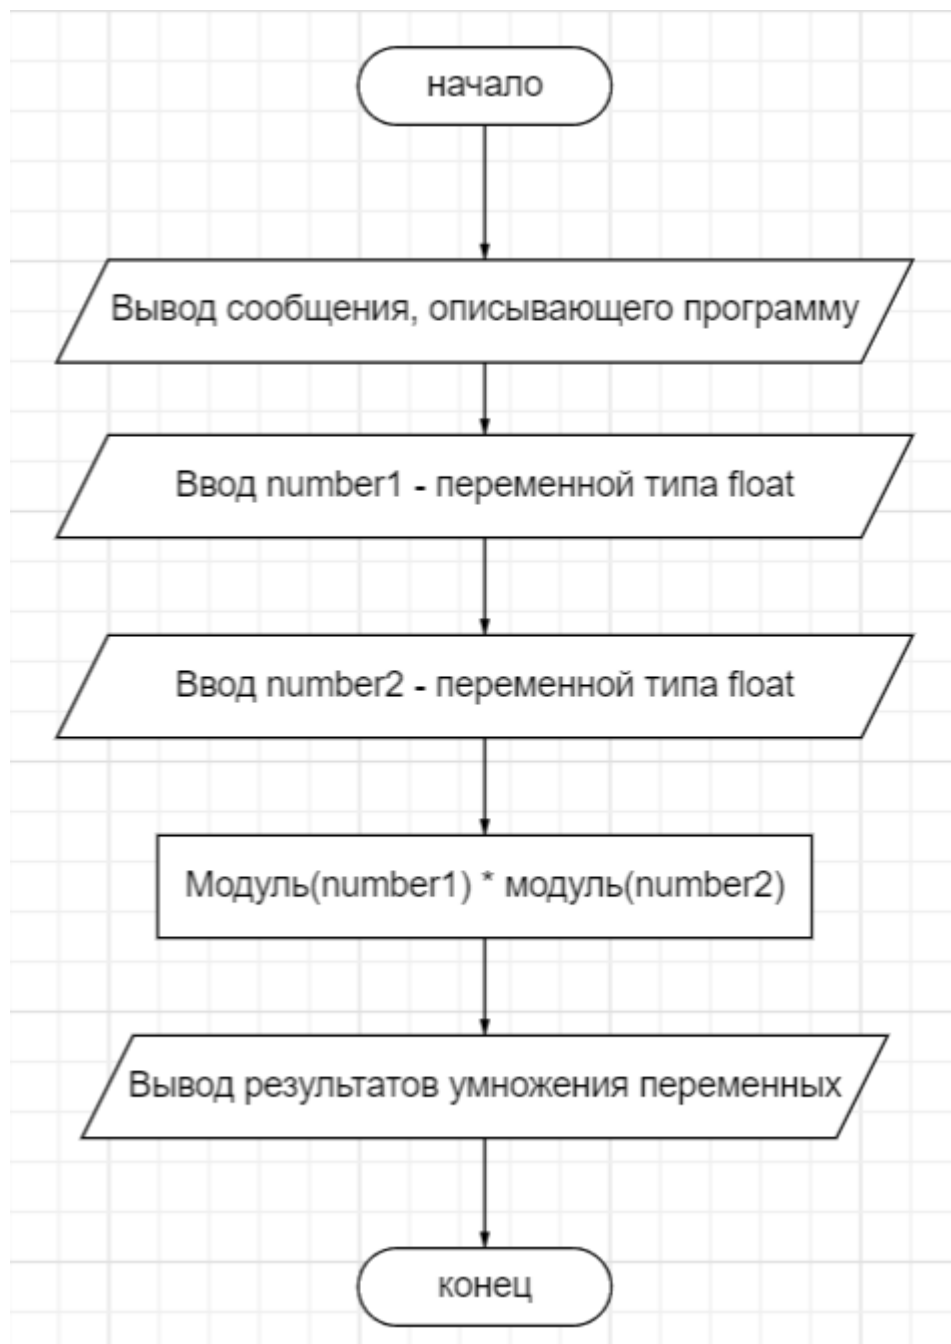 начало
Вывод сообщения, описывающего программу
Ввод number1 - переменной типа float
Ввод number2 - переменной типа float
Модуль(number1) * модуль(number2)
Вывод результатов умножения переменных
конец